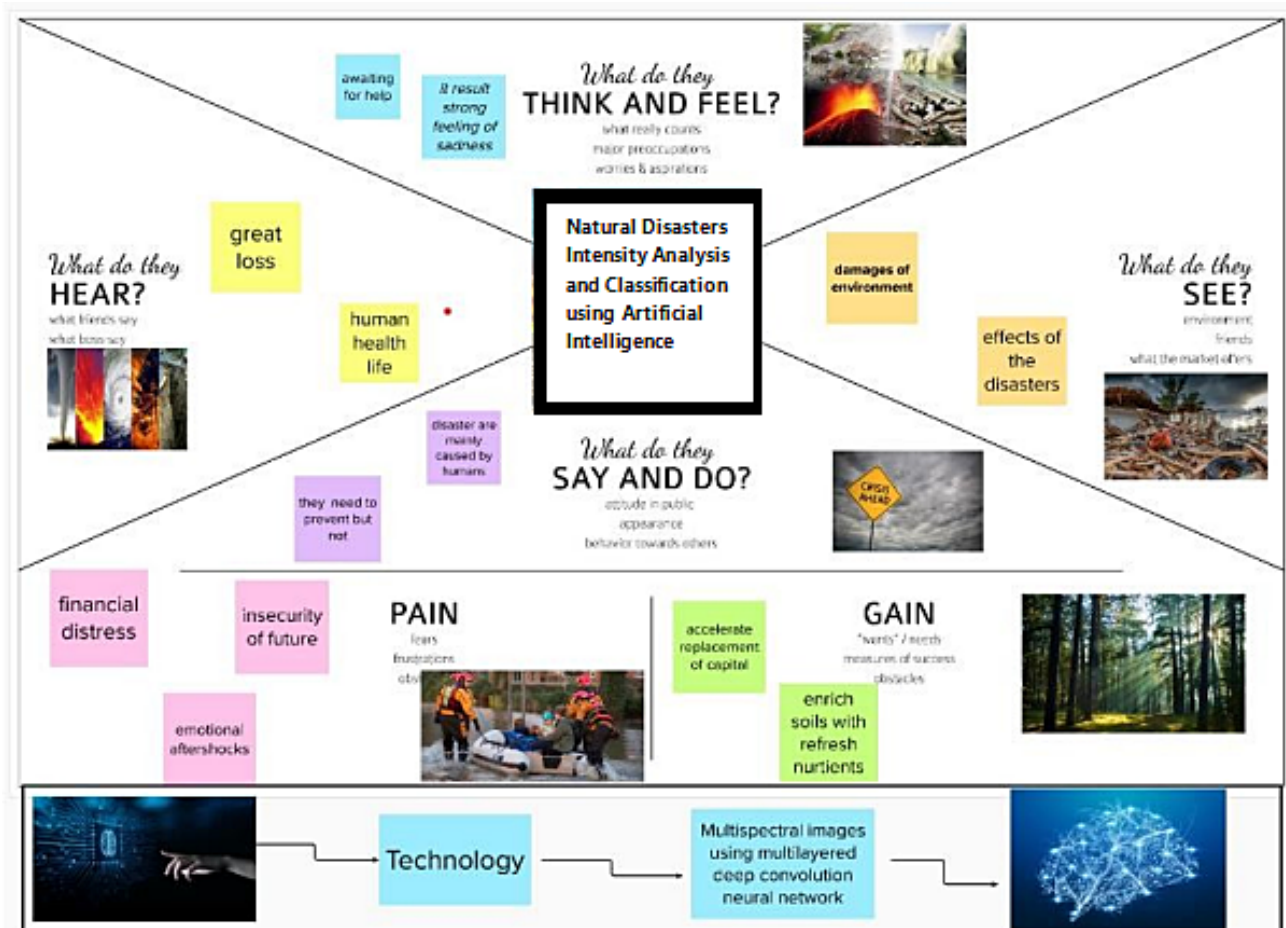 awaiting
for help
it result
strong
feeling of
sadness
What do they
THINK AND FEEL?
what really counts
major preoccupations
worries & aspirations
great
loss
What do they
HEAR?
what friends say
what boss say
human
health
life
Natural Disasters
Intensity Analysis
and Classification
using Artificial
Intelligence
damages of
environment
What do they
SEE?
environment
friends
what the market offers
effects of
the
disasters
disaster are
mainly
caused by
humans
they need to
prevent but
not
What do they
SAY AND DO?
attitude in public
appearance
behavior towards others
CRISIS
AHEAD
financial
distress
insecurity
of future
emotional
aftershocks
PAIN
fears
frustrations
accelerate
replacement
of capital
enrich
soils with
refresh
nurtients
GAIN
"wants" / needs
measures of success
obstacles
Technology
Multispectral images
using multilayered
deep convolution
neural network